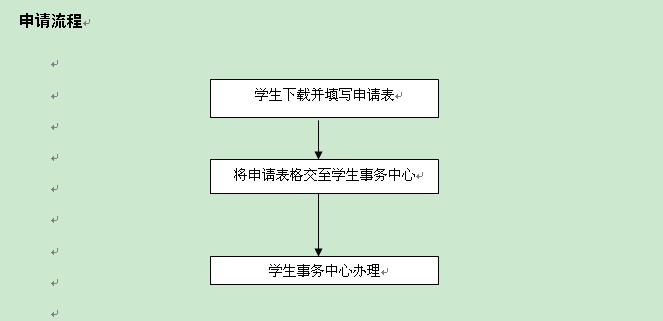 申请流程
学生下载并填写申请表
将申请表格交至学生事务中心
学生事务中心办理